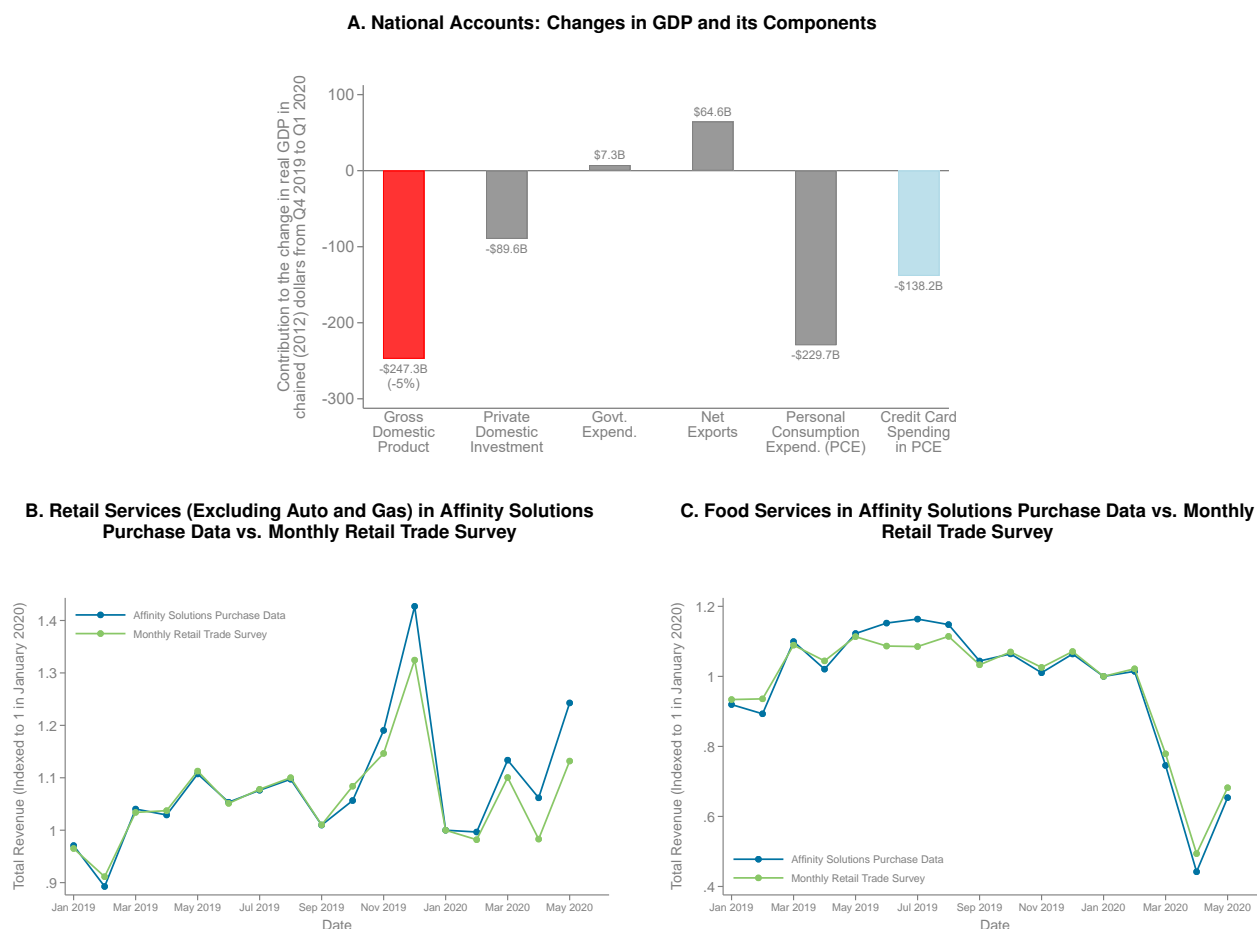 A. National Accounts: Changes in GDP and its Components
Contribution to the change in real GDP in
chained (2012) dollars from Q4 2019 to Q1 2020
100
0
-100
-200
-300
-$247.3B
(-5%)
-$89.6B
$7.3B
$64.6B
-$229.7B
-$138.2B
Gross
Domestic
Product
Private
Domestic
Investment
Govt.
Expend.
Net
Exports
Personal
Consumption
Expend. (PCE)
Credit Card
Spending
in PCE
B. Retail Services (Excluding Auto and Gas) in Affinity Solutions
Purchase Data vs. Monthly Retail Trade Survey
Total Revenue (Indexed to 1 in January 2020)
1.4
1.3
1.2
1.1
1
.9
Affinity Solutions Purchase Data
Monthly Retail Trade Survey
Jan 2019
Mar 2019
May 2019
Jul 2019
Sep 2019
Nov 2019
Jan 2020
Mar 2020
May 2020
Date
C. Food Services in Affinity Solutions Purchase Data vs. Monthly
Retail Trade Survey
Total Revenue (Indexed to 1 in January 2020)
1.2
1
.8
.6
.4
Affinity Solutions Purchase Data
Monthly Retail Trade Survey
Jan 2019
Mar 2019
May 2019
Jul 2019
Sep 2019
Nov 2019
Jan 2020
Mar 2020
May 2020
Date